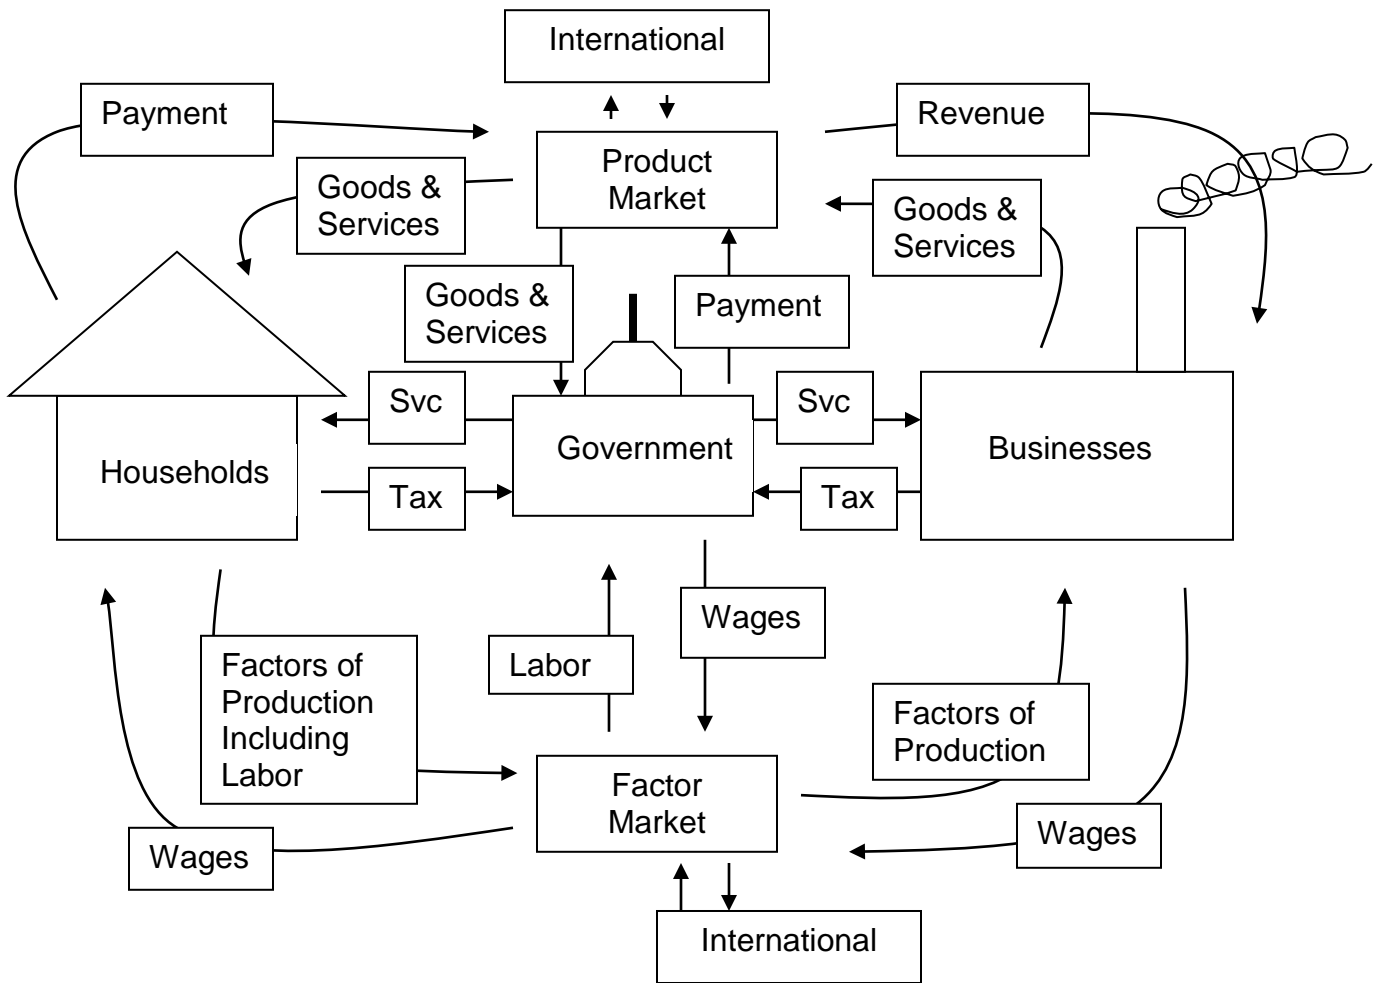 International
Payment
Revenue
Product
Market
Goods &
Services
Goods &
Services
Goods &
Services
Payment
Svc
Svc
Government
Businesses
Households
Tax
Tax
Wages
Factors of
Production
Including
Labor
Labor
Factors of
Production
Factor
Market
Wages
Wages
International